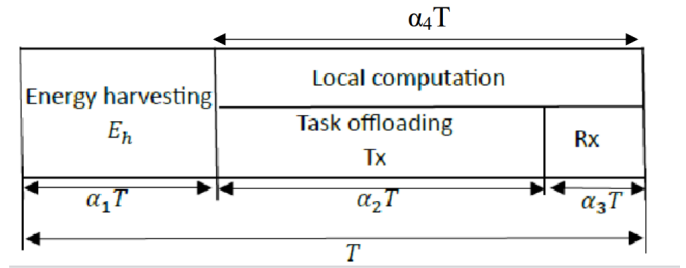 α₄T
Local computation
Energy harvesting
Eₕ
Task offloading
Tx
Rx
α₁T
α₂T
α₃T
T